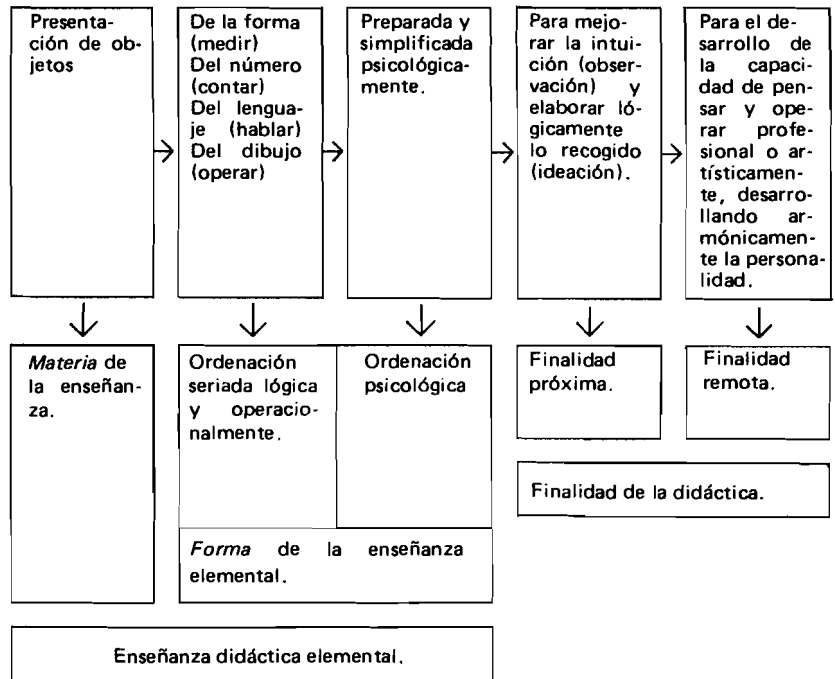 Presenta-
ción de ob-
jetos
De la forma
(medir)
Del número
(contar)
Del lengua-
je (hablar)
Del dibujo
(operar)
Preparada y
simplificada
psicológica-
mente.
Para mejo-
rar la intui-
ción (obser-
vación) y
elaborar ló-
gicamente
lo recogido
(ideación).
Para el de-
sarrollo de
la capaci-
dad de pen-
sar y ope-
rar profe-
sional o ar-
tísticamen-
te, desarro-
llando ar-
mónicamen-
te la persona-
lidad.
Materia de
la enseñan-
za.
Ordenación
seriada lógica
y operacio-
nalmente.
Ordenación
psicológica
Finalidad
próxima.
Finalidad
remota.
Finalidad de la didáctica.
Forma de la enseñanza
elemental.
Enseñanza didáctica elemental.